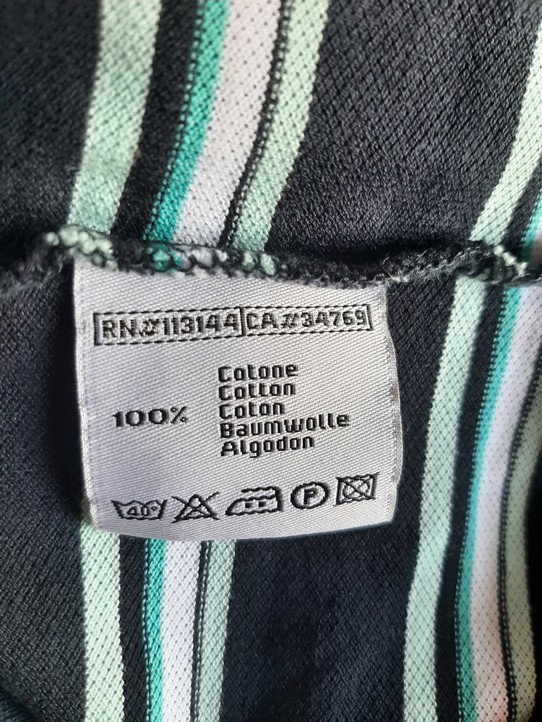 RN#113144 CA#34769
100%
Cotone
Cotton
Coton
Baumwolle
Algodon
40° P